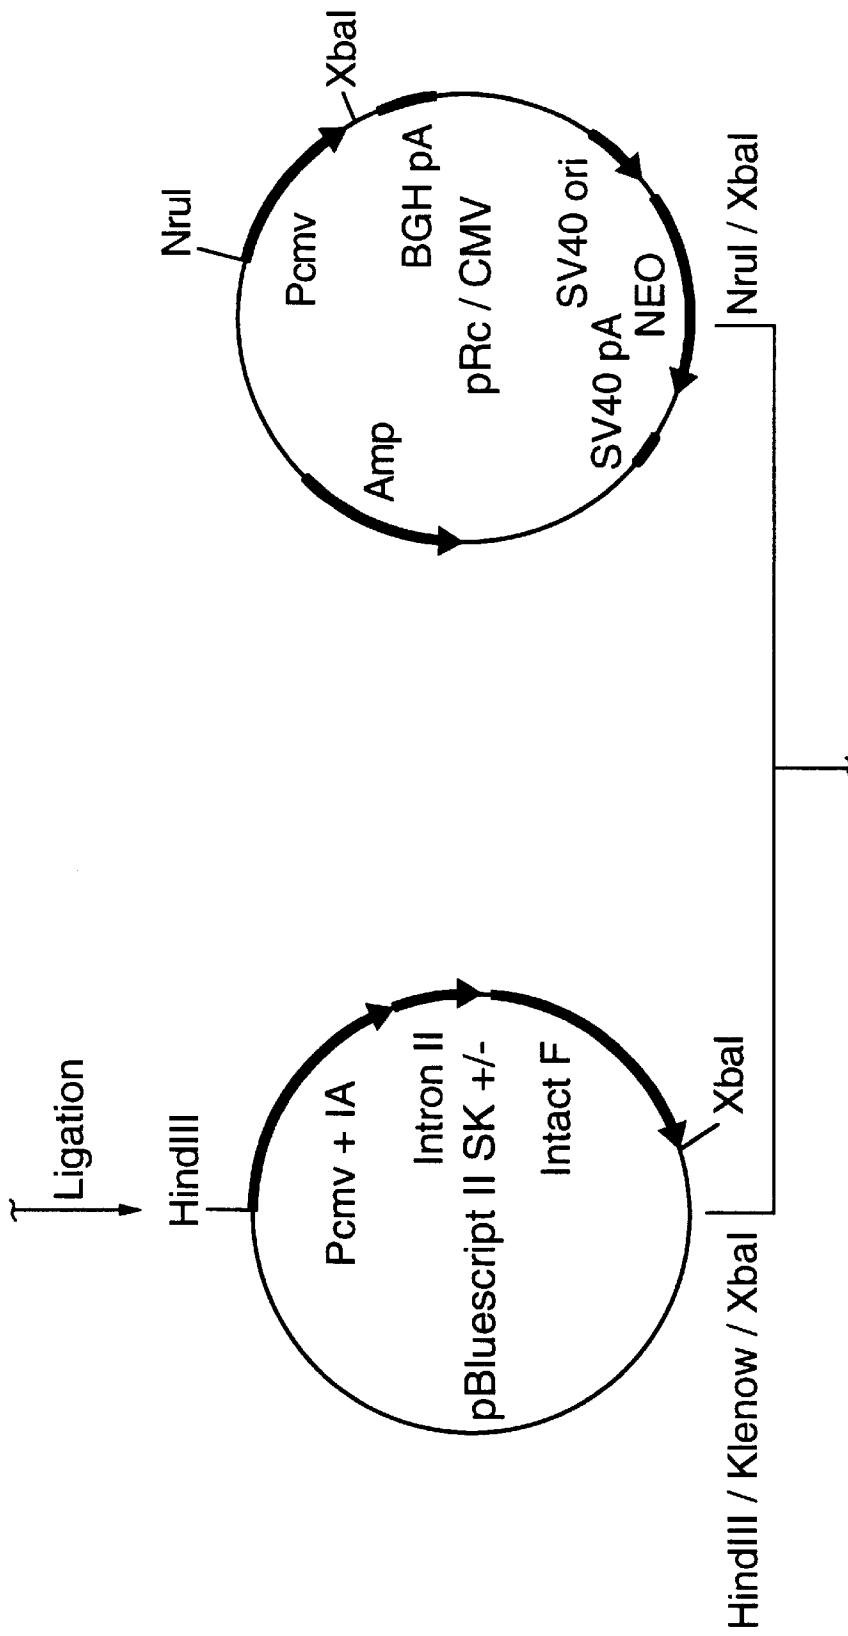 Ligation
HindIII
Pcmv + IA
Intron II
pBluescript II SK +/-
Intact F
XbaI
HindIII / Klenow / XbaI
NruI
XbaI
Pcmv
BGH pA
pRc / CMV
Amp
SV40 ori
SV40 pA
NEO
NruI / XbaI